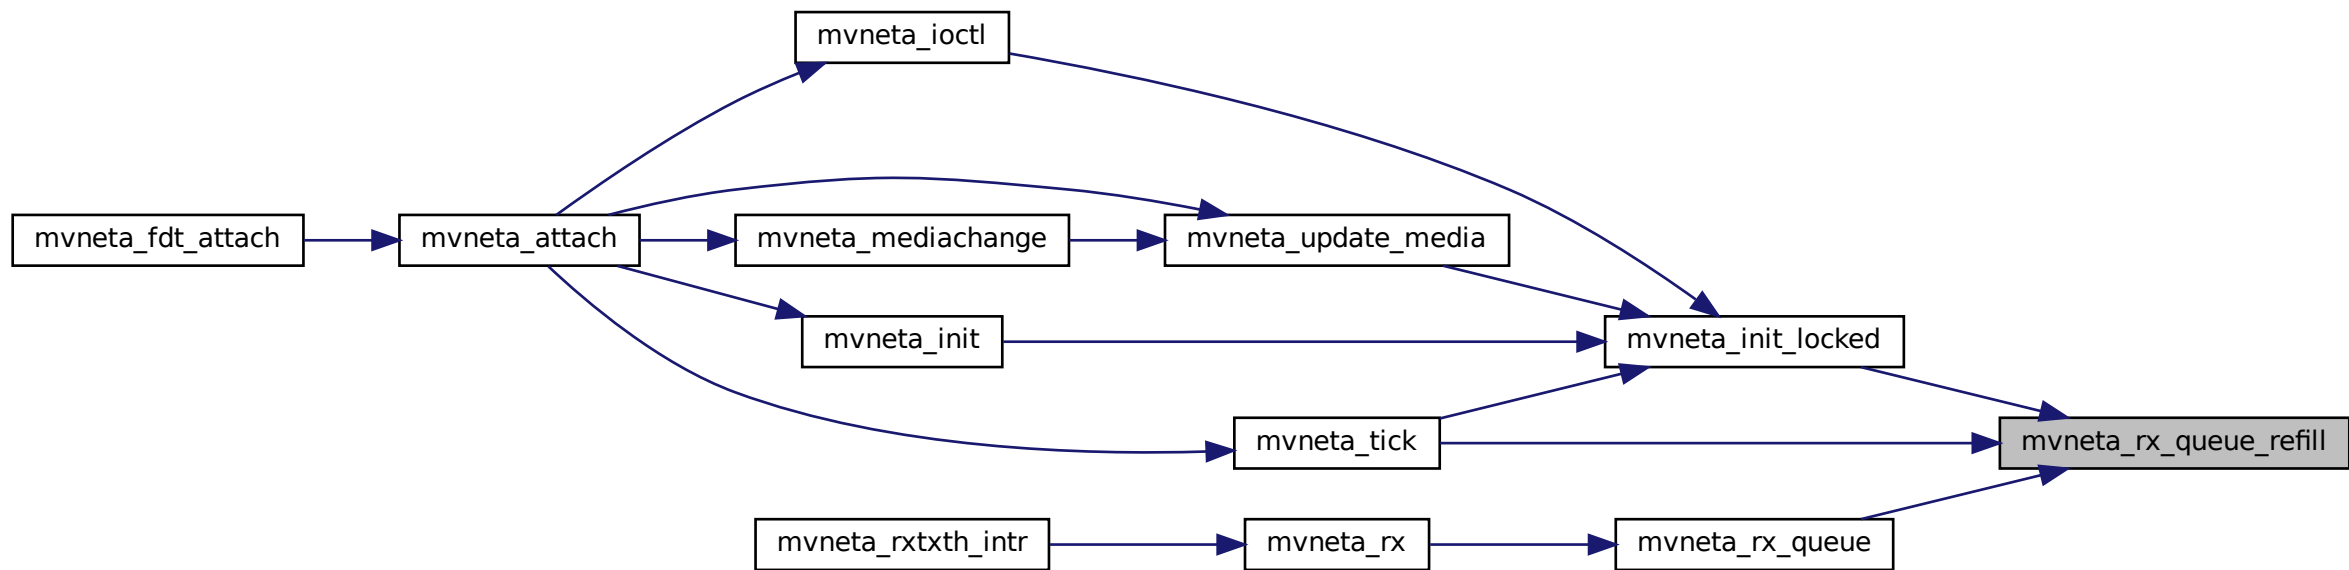 mvneta_ioctl
mvneta_fdt_attach
mvneta_attach
mvneta_mediachange
mvneta_update_media
mvneta_init
mvneta_init_locked
mvneta_tick
mvneta_rx_queue_refill
mvneta_rxtxth_intr
mvneta_rx
mvneta_rx_queue